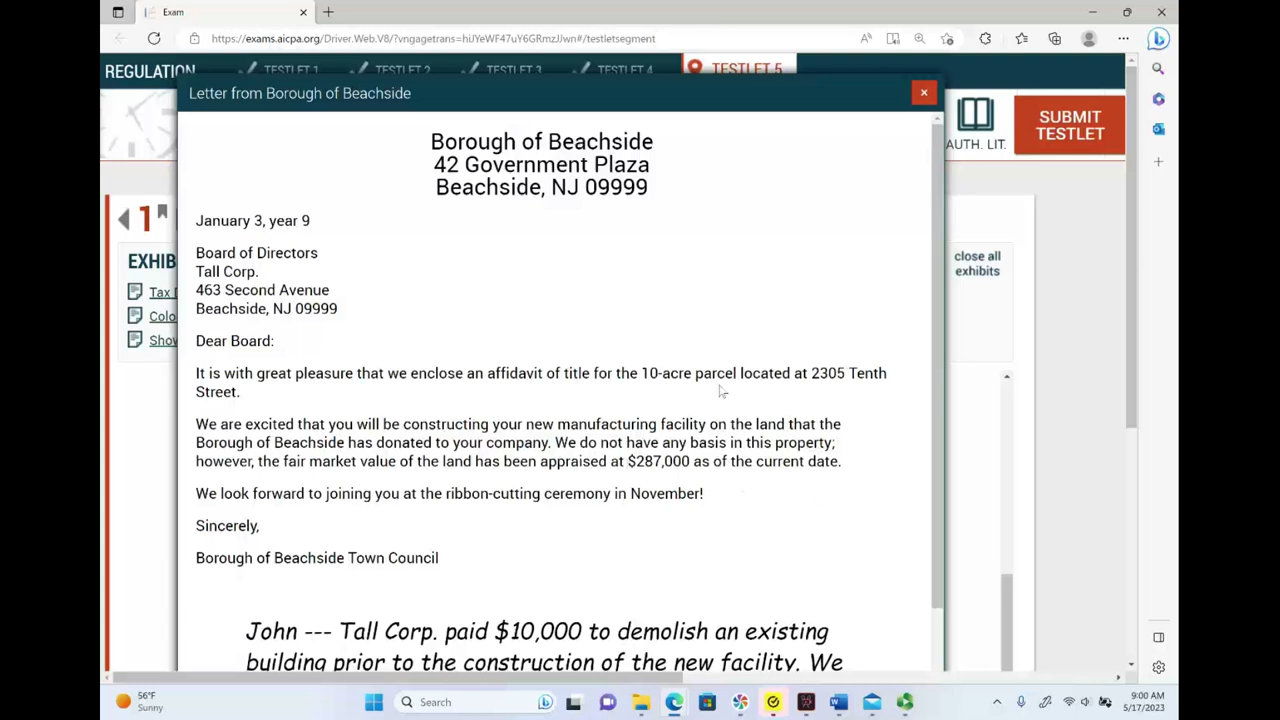 Exam
https://exams.aicpa.org/Driver.Web.V8/?vngagetrans=hiJYeWF47uY6GRmzJJwn#/testletsegment
REGULATION
TESTLET 1
TESTLET 2
TESTLET 3
TESTLET 4
TESTLET 5
Letter from Borough of Beachside
AUTH. LIT.
SUBMIT
TESTLET
Borough of Beachside
42 Government Plaza
Beachside, NJ 09999
January 3, year 9
Board of Directors
Tall Corp.
463 Second Avenue
Beachside, NJ 09999
Dear Board:
It is with great pleasure that we enclose an affidavit of title for the 10-acre parcel located at 2305 Tenth
Street.
We are excited that you will be constructing your new manufacturing facility on the land that the
Borough of Beachside has donated to your company. We do not have any basis in this property;
however, the fair market value of the land has been appraised at $287,000 as of the current date.
We look forward to joining you at the ribbon-cutting ceremony in November!
Sincerely,
Borough of Beachside Town Council
John --- Tall Corp. paid $10,000 to demolish an existing
building prior to the construction of the new facility. We
1
EXHIB
Tax
Colo
Show
close all
exhibits
56°F
Sunny
Search
9:00 AM
5/17/2023